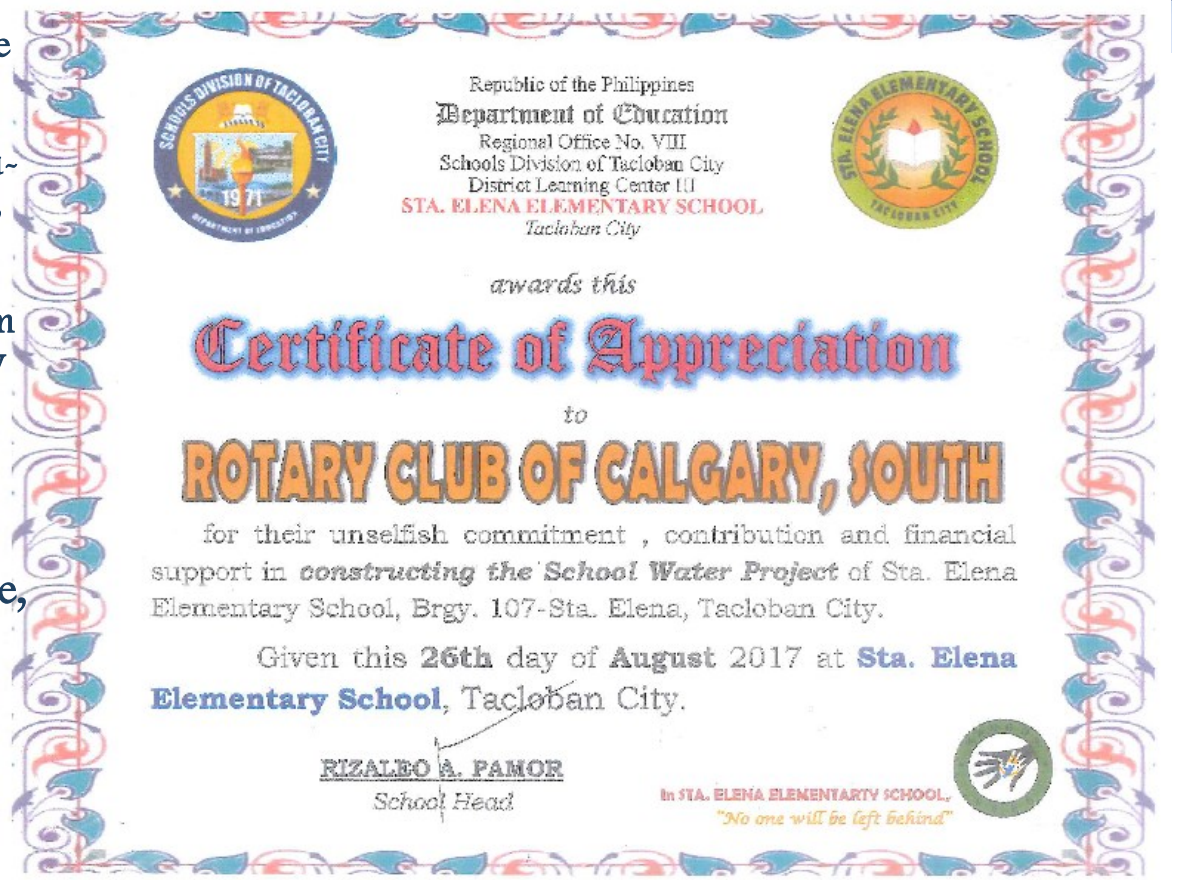 e
SCHOOLS DIVISION OF TACLOBAN CITY
1971
DEPARTMENT OF EDUCATION
Republic of the Philippines
Department of Education
Regional Office No. VIII
Schools Division of Tacloban City
District Learning Center III
STA. ELENA ELEMENTARY SCHOOL
Tacloban City
STA. ELENA ELEMENTARY SCHOOL
TACLOBAN CITY
awards this
Certificate of Appreciation
to
ROTARY CLUB OF CALGARY, SOUTH
for their unselfish commitment , contribution and financial
support in constructing the School Water Project of Sta. Elena
Elementary School, Brgy. 107-Sta. Elena, Tacloban City.
e,
Given this 26th day of August 2017 at Sta. Elena
Elementary School, Tacloban City.
RIZALEO A. PAMOR
School Head
In STA. ELENA ELEMENTARTY SCHOOL,
"No one will be left behind"